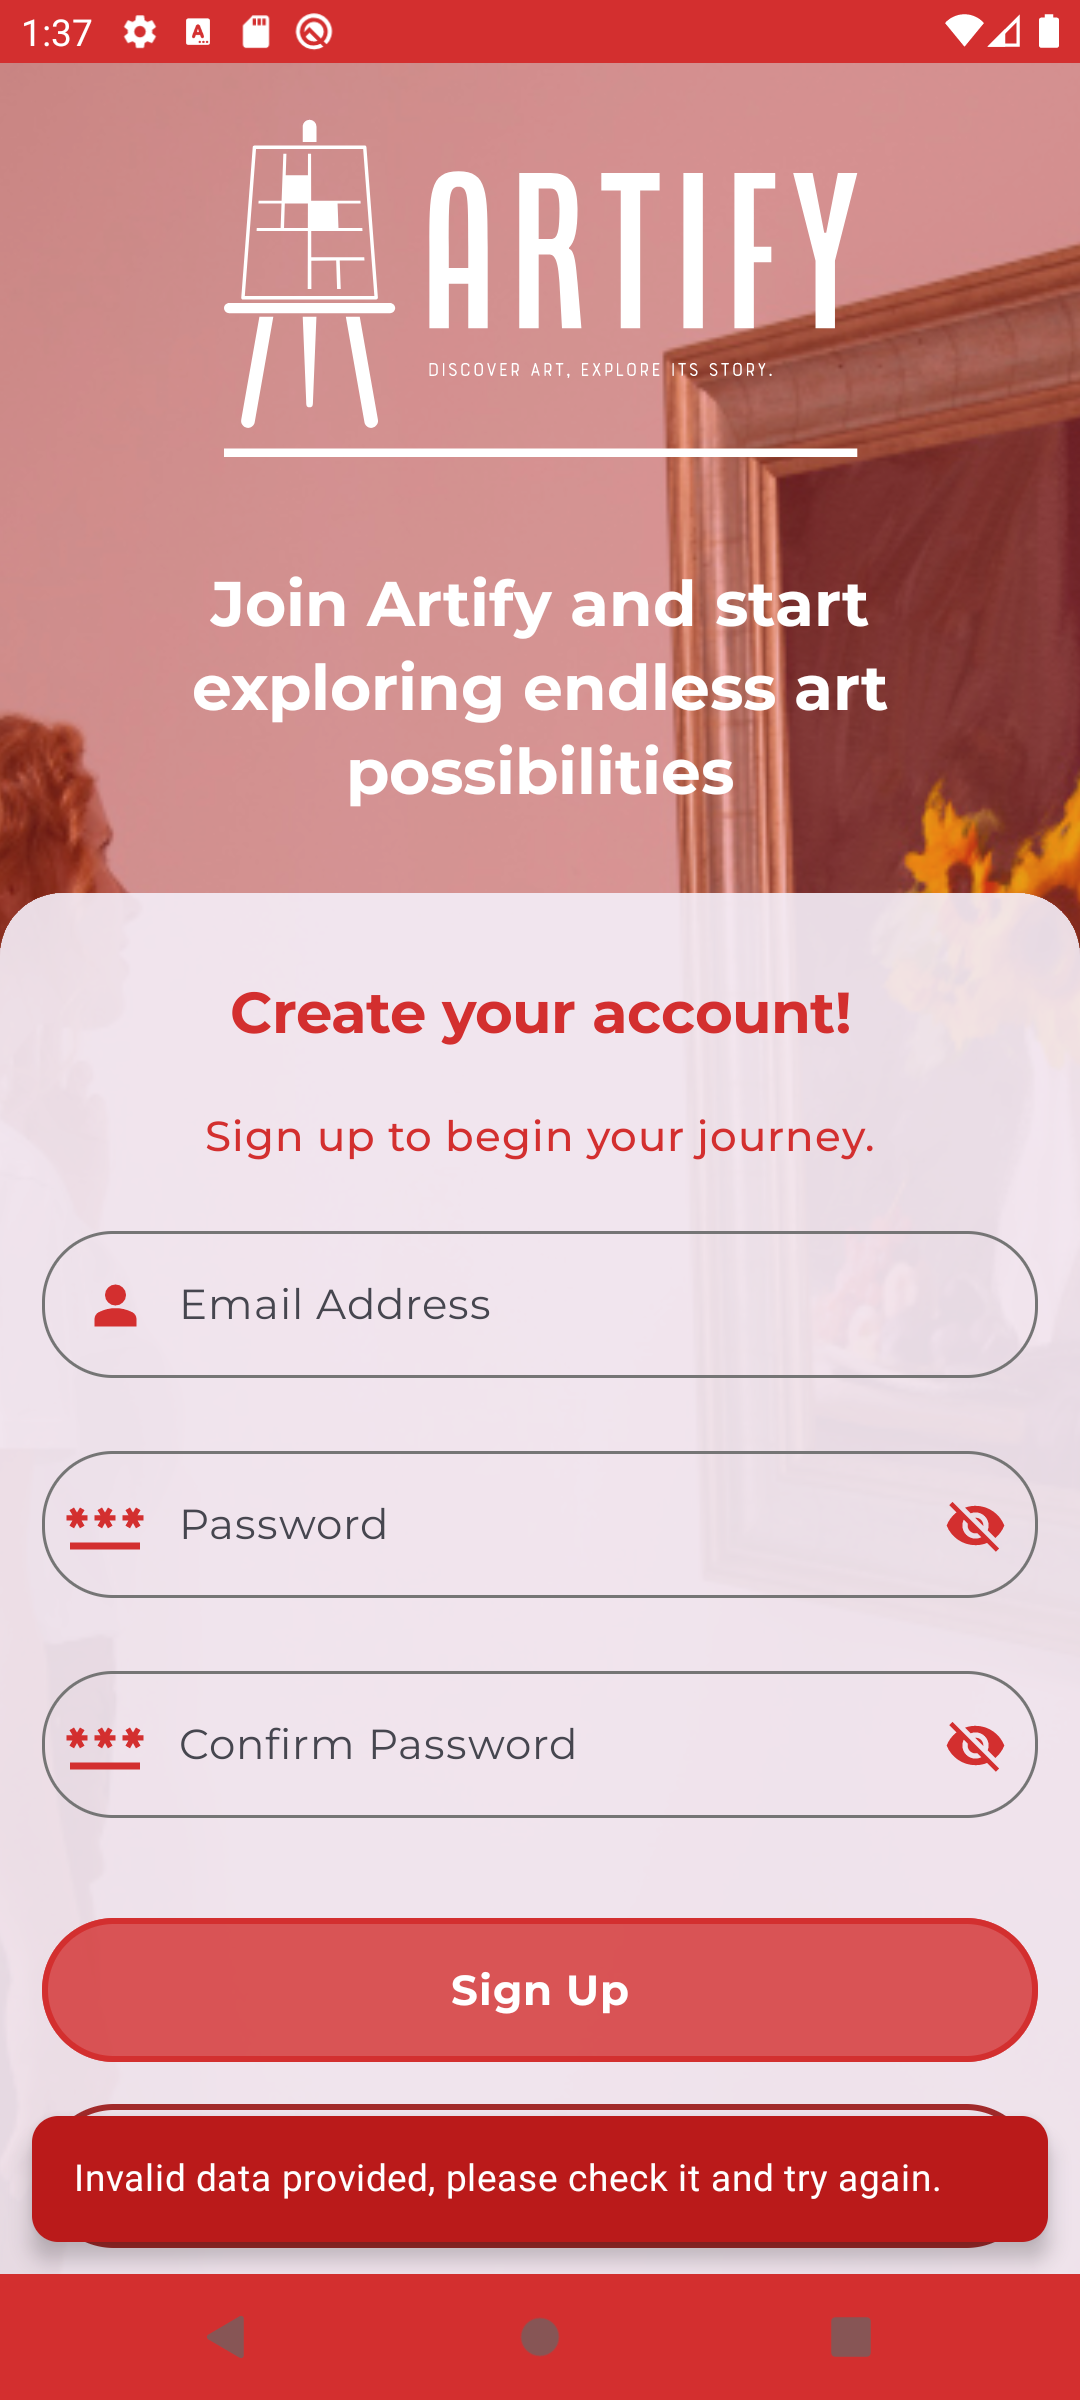 1:37
ARTIFY
DISCOVER ART, EXPLORE ITS STORY.
Join Artify and start
exploring endless art
possibilities
Create your account!
Sign up to begin your journey.
Email Address
Password
Confirm Password
Sign Up
Invalid data provided, please check it and try again.